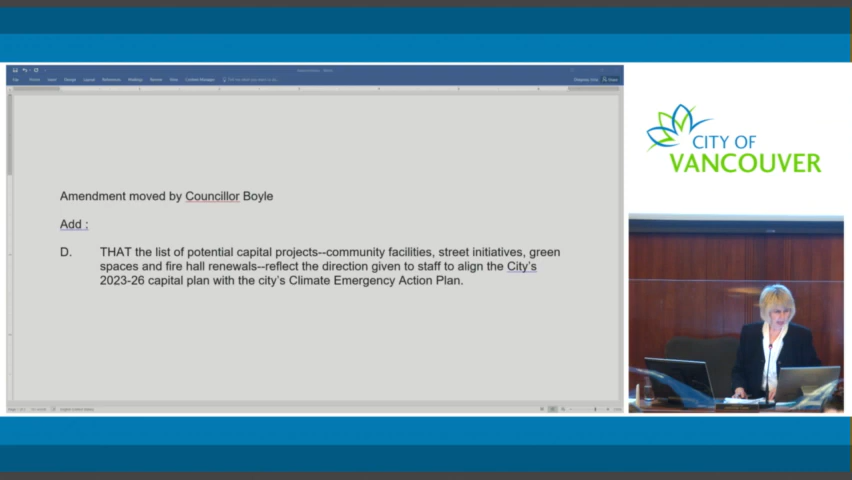 Amendment moved by Councillor Boyle
Add :
D. THAT the list of potential capital projects--community facilities, street initiatives, green
spaces and fire hall renewals--reflect the direction given to staff to align the City's
2023-26 capital plan with the city's Climate Emergency Action Plan.
CITY OF
VANCOUVER